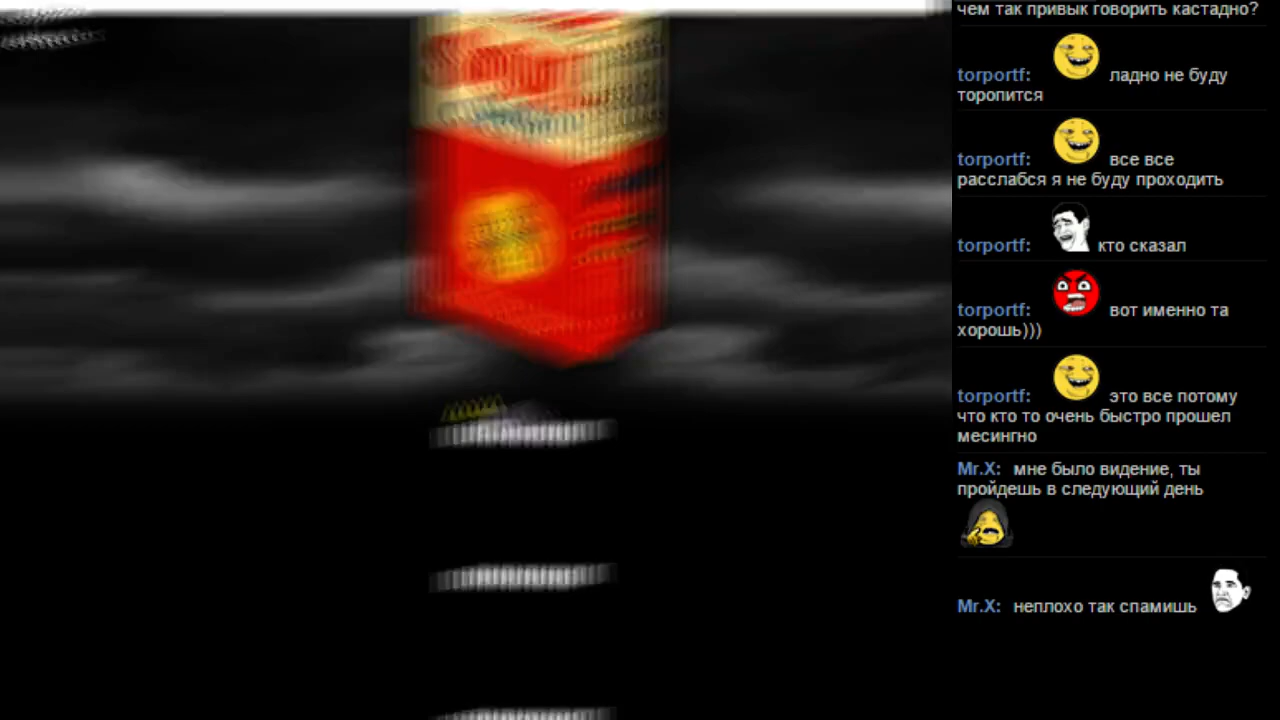 чем так привык говорить кастадно?
torportf: ладно не буду
торопится
torportf: все все
расслабся я не буду проходить
torportf: кто сказал
torportf: вот именно та
хорошь)))
torportf: это все потому
что кто то очень быстро прошел
месингно
Mr.X: мне было видение, ты
пройдешь в следующий день
Mr.X: неплохо так спамишь